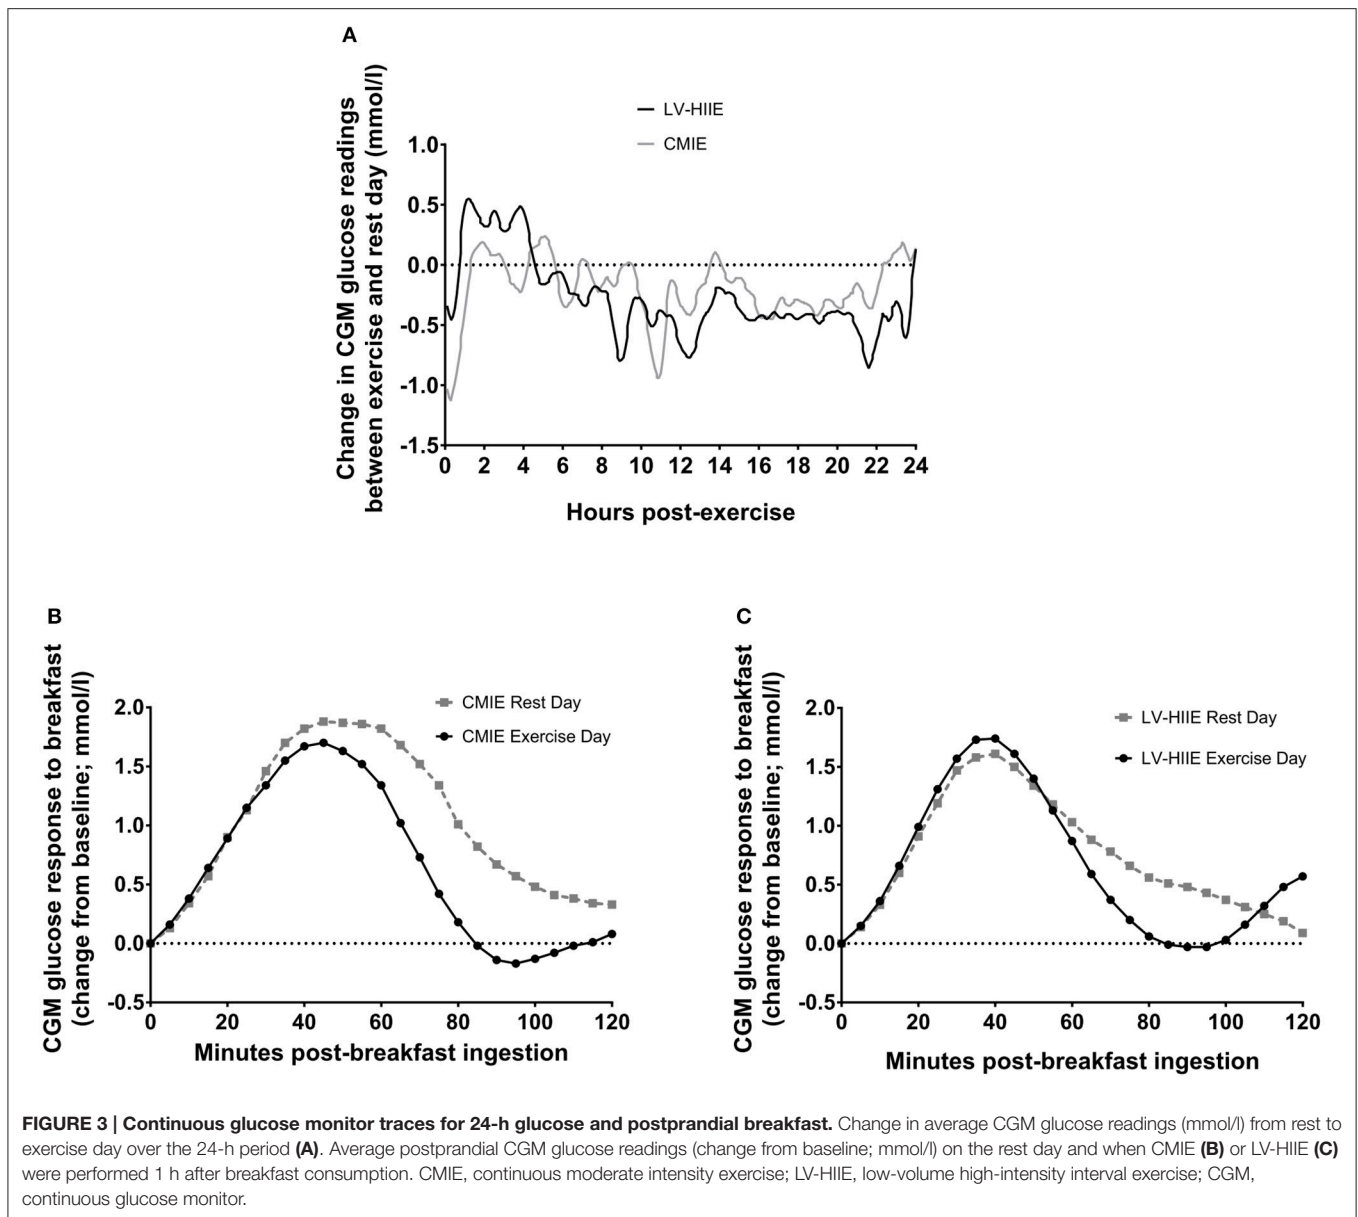 A
Change in CGM glucose readings
between exercise and rest day (mmol/l)
LV-HIIE
CMIE
1.0
0.5
0.0
-0.5
-1.0
-1.5
0 2 4 6 8 10 12 14 16 18 20 22 24
Hours post-exercise
B
CGM glucose response to breakfast
(change from baseline; mmol/l)
CMIE Rest Day
CMIE Exercise Day
2.0
1.5
1.0
0.5
0.0
-0.5
0 20 40 60 80 100 120
Minutes post-breakfast ingestion
C
CGM glucose response to breakfast
(change from baseline; mmol/l)
LV-HIIE Rest Day
LV-HIIE Exercise Day
2.0
1.5
1.0
0.5
0.0
-0.5
0 20 40 60 80 100 120
Minutes post-breakfast ingestion
FIGURE 3 | Continuous glucose monitor traces for 24-h glucose and postprandial breakfast. Change in average CGM glucose readings (mmol/l) from rest to
exercise day over the 24-h period (A). Average postprandial CGM glucose readings (change from baseline; mmol/l) on the rest day and when CMIE (B) or LV-HIIE (C)
were performed 1 h after breakfast consumption. CMIE, continuous moderate intensity exercise; LV-HIIE, low-volume high-intensity interval exercise; CGM,
continuous glucose monitor.